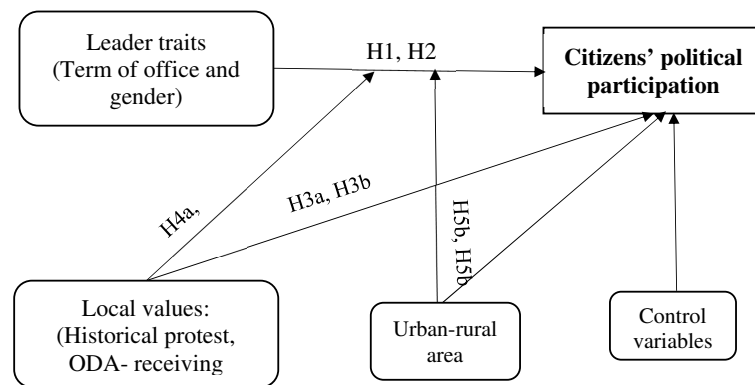 Leader traits
(Term of office and
gender)
H1, H2
Citizens’ political
participation
H4a,
H3a, H3b
H5b, H5b
Local values:
(Historical protest,
ODA- receiving
Urban-rural
area
Control
variables